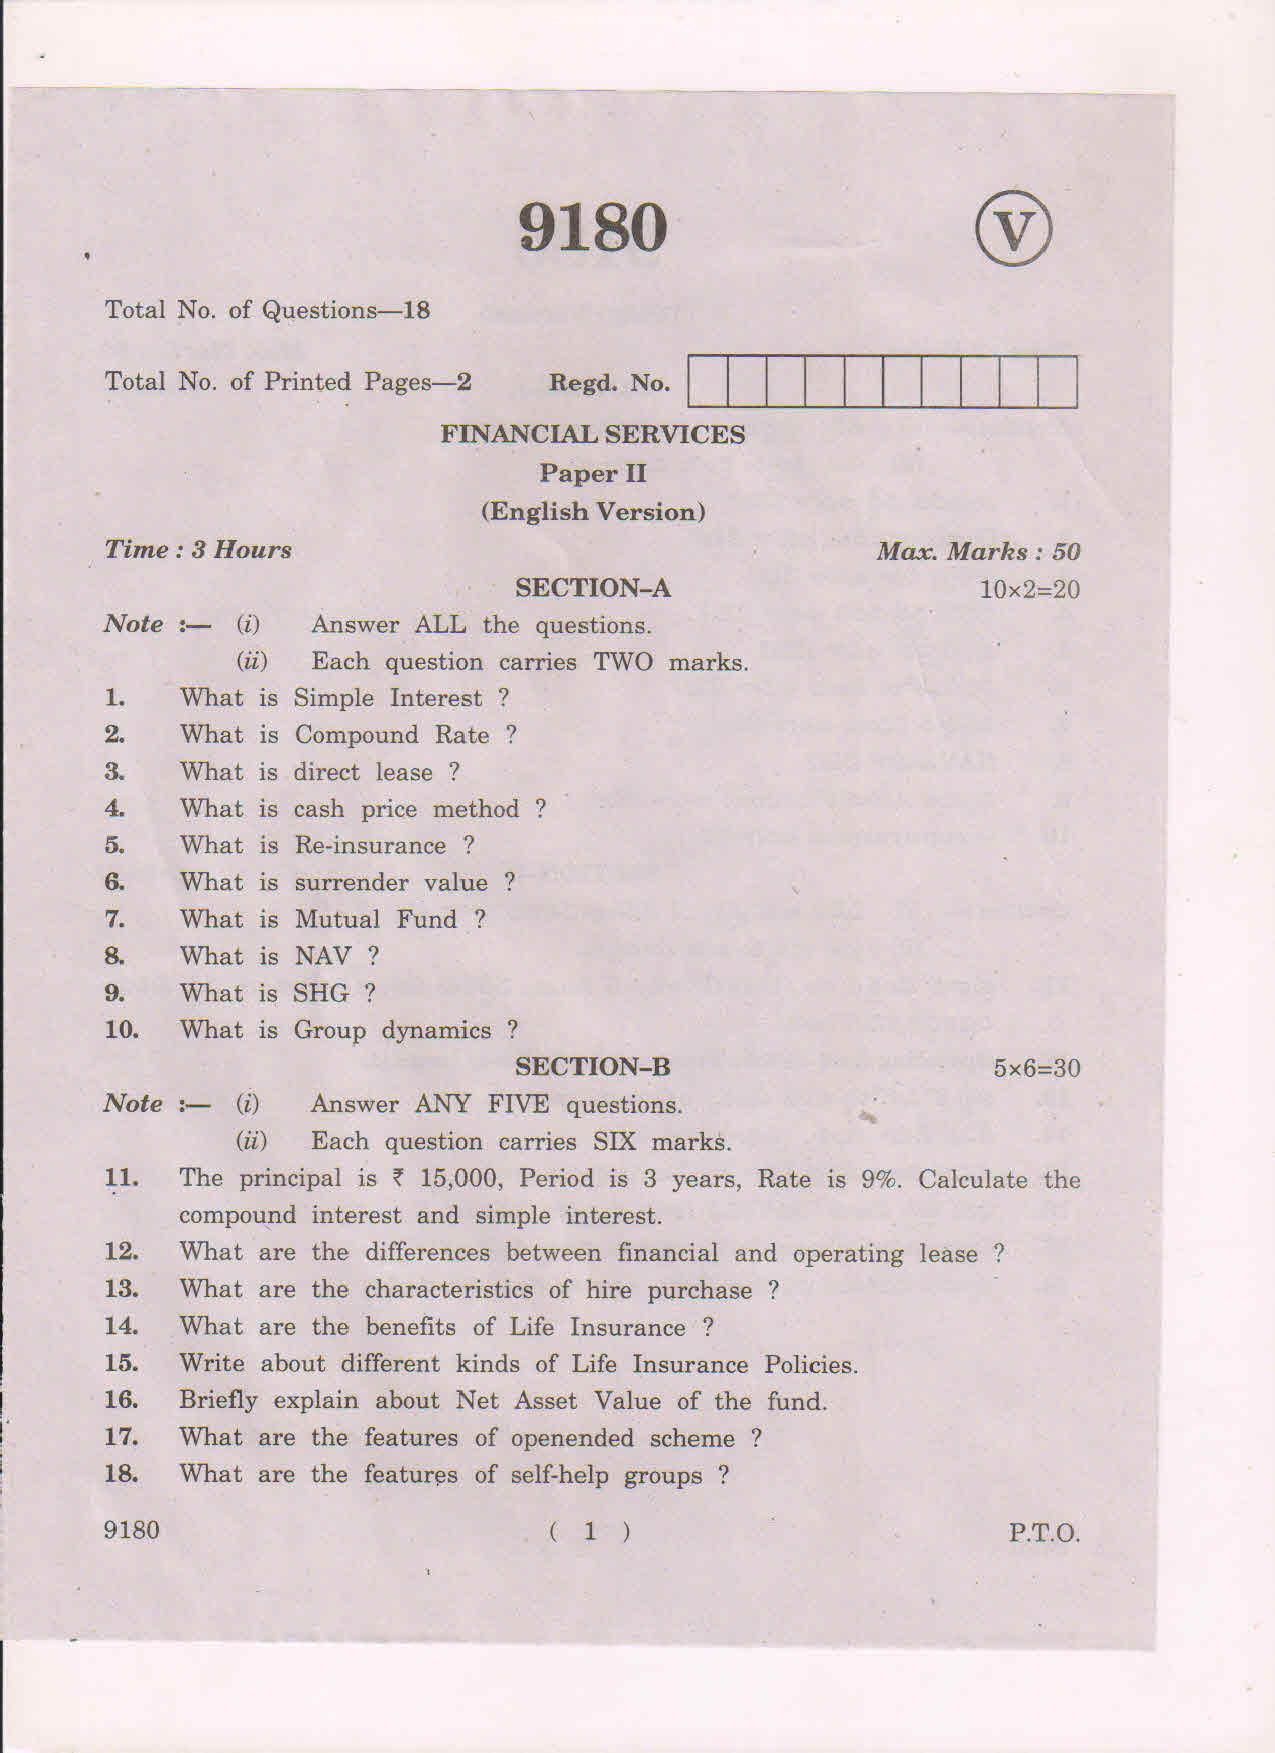 9180
V
Total No. of Questions—18
Total No. of Printed Pages—2 Regd. No.
FINANCIAL SERVICES
Paper II
(English Version)
Time : 3 Hours Max. Marks : 50
SECTION–A 10×2=20
Note :— (i) Answer ALL the questions.
(ii) Each question carries TWO marks.
1. What is Simple Interest ?
2. What is Compound Rate ?
3. What is direct lease ?
4. What is cash price method ?
5. What is Re-insurance ?
6. What is surrender value ?
7. What is Mutual Fund ?
8. What is NAV ?
9. What is SHG ?
10. What is Group dynamics ?
SECTION–B 5×6=30
Note :— (i) Answer ANY FIVE questions.
(ii) Each question carries SIX marks.
11. The principal is ₹ 15,000, Period is 3 years, Rate is 9%. Calculate the
compound interest and simple interest.
12. What are the differences between financial and operating lease ?
13. What are the characteristics of hire purchase ?
14. What are the benefits of Life Insurance ?
15. Write about different kinds of Life Insurance Policies.
16. Briefly explain about Net Asset Value of the fund.
17. What are the features of openended scheme ?
18. What are the features of self-help groups ?
9180 ( 1 ) P.T.O.